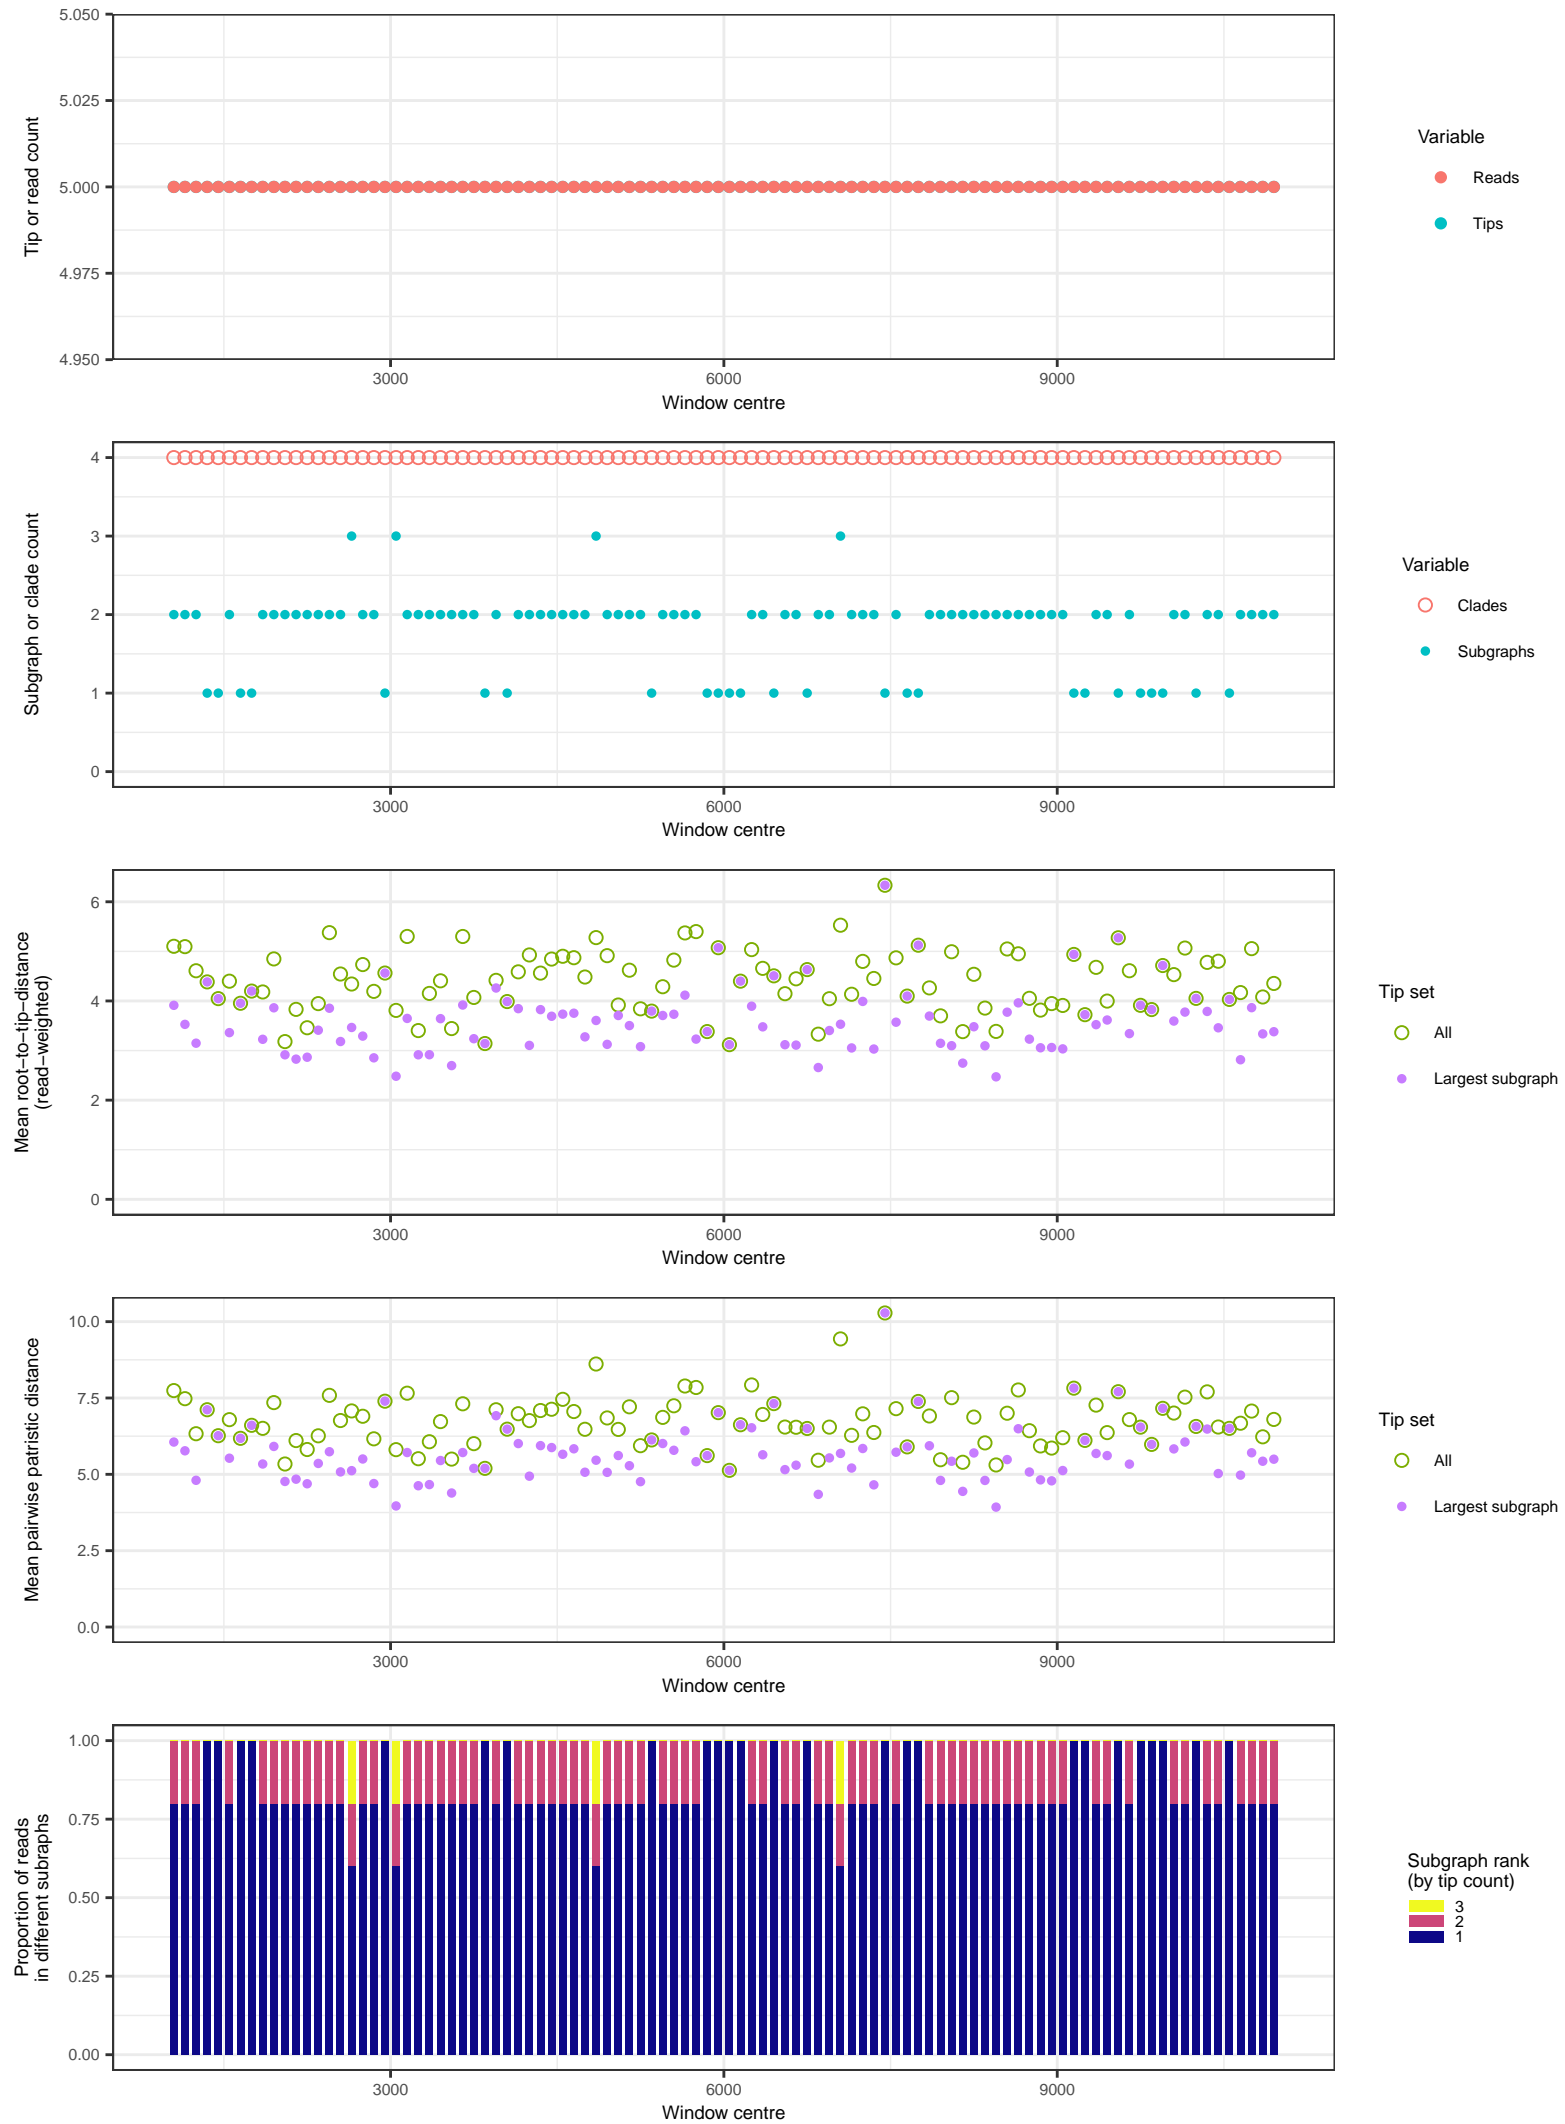 5.050
5.025
5.000
4.975
4.950
Tip or read count
3000 6000 9000
Window centre
Variable
Reads
Tips
4
3
2
1
0
Subgraph or clade count
3000 6000 9000
Window centre
Variable
Clades
Subgraphs
6
4
2
0
Mean root−to−tip−distance
(read−weighted)
3000 6000 9000
Window centre
Tip set
All
Largest subgraph
10.0
7.5
5.0
2.5
0.0
Mean pairwise patristic distance
3000 6000 9000
Window centre
Tip set
All
Largest subgraph
1.00
0.75
0.50
0.25
0.00
Proportion of reads
in different subraphs
3000 6000 9000
Window centre
Subgraph rank
(by tip count)
3
2
1